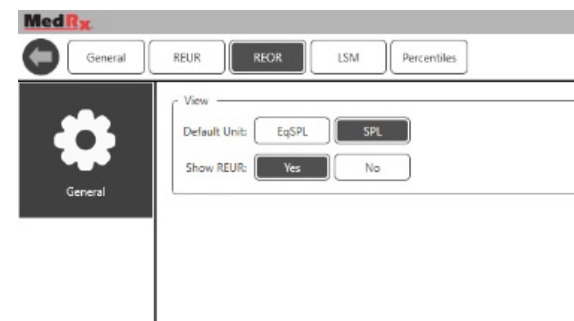 MedRx
General REUR REOR LSM Percentiles
View
Default Unit: EqSPL SPL
Show REUR: Yes No
General